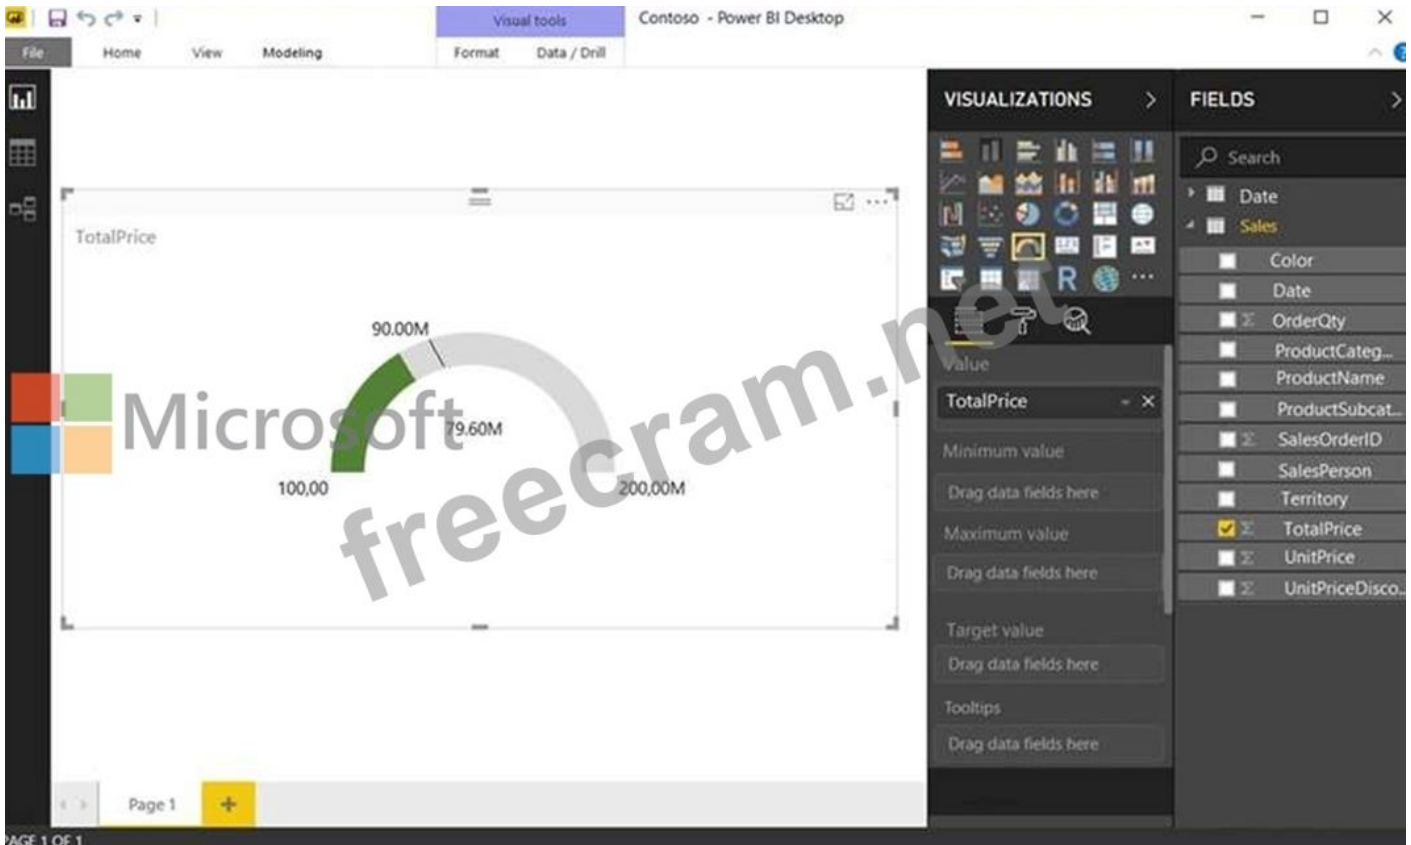 Visual tools
Contoso - Power BI Desktop
File
Home
View
Modeling
Format
Data / Drill
VISUALIZATIONS
FIELDS
Search
Date
Sales
TotalPrice
Color
Date
OrderQty
90.00M
Value
ProductCateg...
ProductName
TotalPrice
ProductSubcat...
Microsoft
79.60M
SalesOrderID
Minimum value
SalesPerson
100,00
200,00M
Drag data fields here
Territory
Maximum value
TotalPrice
Drag data fields here
UnitPrice
UnitPriceDisco..
freecram.net
Target value
Drag data fields here
Tooltips
Drag data fields here
Page 1
+
PAGE 1 OF 1
R